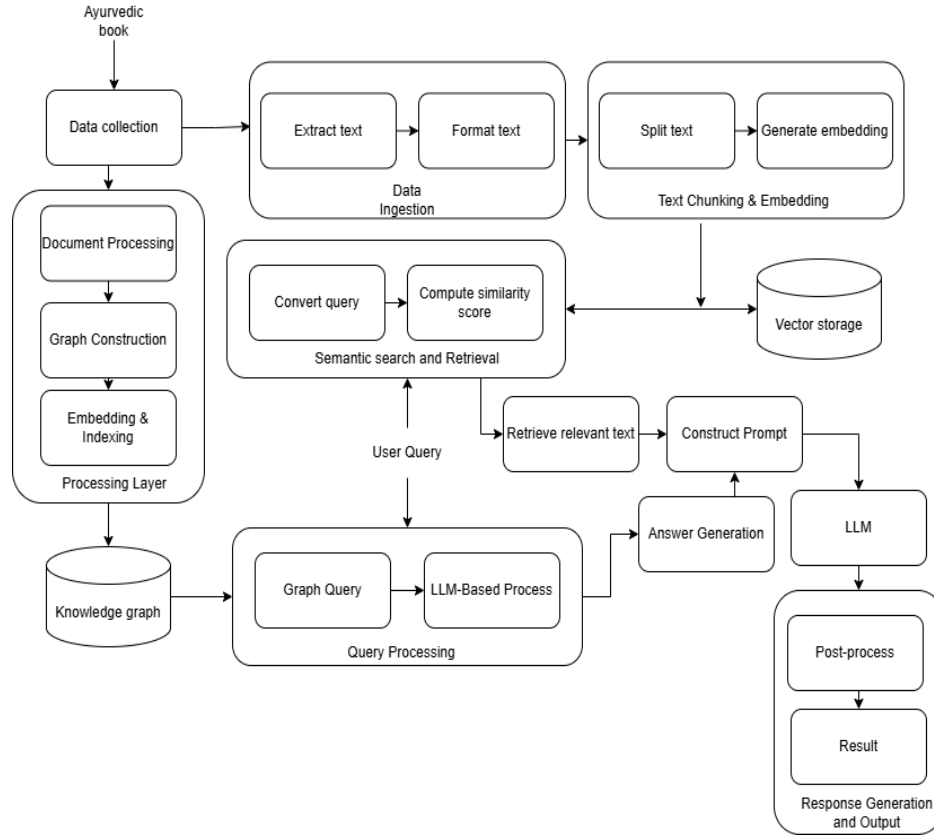 Ayurvedic
book
Data collection
Extract text
Format text
Data
Ingestion
Split text
Generate embedding
Text Chunking & Embedding
Document Processing
Graph Construction
Embedding &
Indexing
Processing Layer
Convert query
Compute similarity
score
Semantic search and Retrieval
Vector storage
User Query
Retrieve relevant text
Construct Prompt
Answer Generation
LLM
Knowledge graph
Graph Query
LLM-Based Process
Query Processing
Post-process
Result
Response Generation
and Output